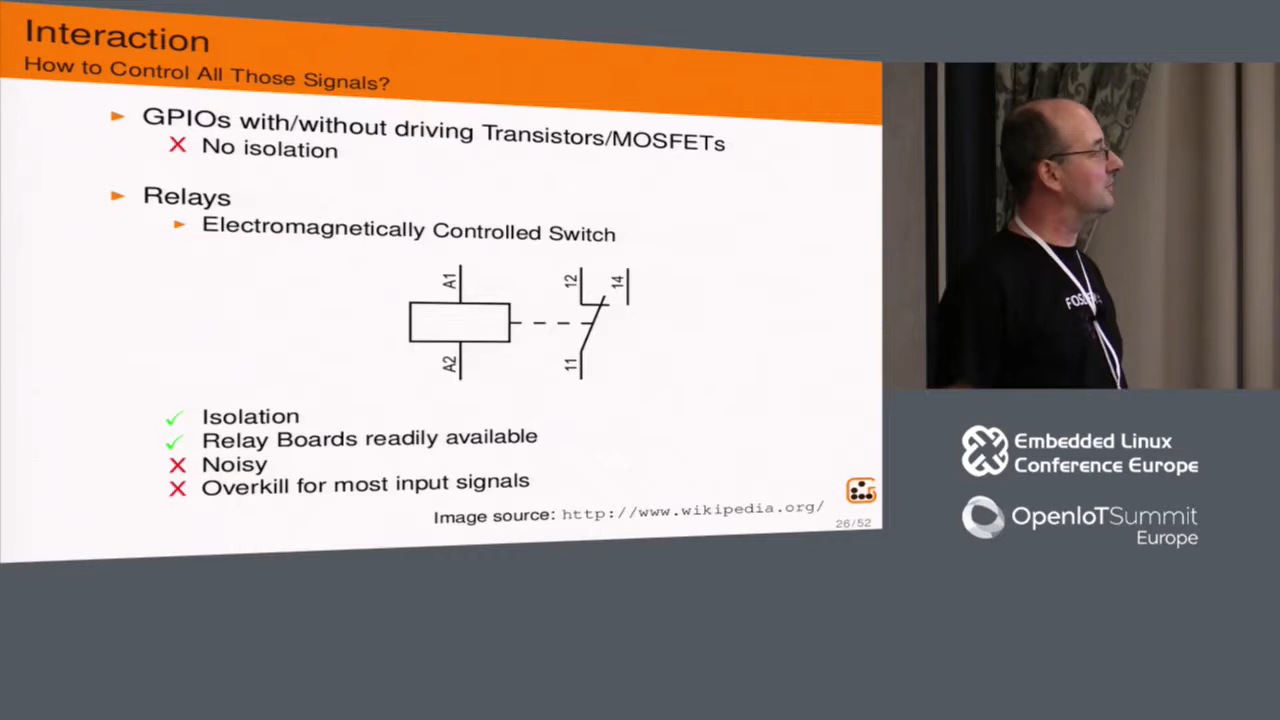 Interaction
How to Control All Those Signals?
GPIOs with/without driving Transistors/MOSFETs
No isolation
Relays
Electromagnetically Controlled Switch
A1
12
14
A2
11
Isolation
Relay Boards readily available
Noisy
Overkill for most input signals
Image source: http://www.wikipedia.org/
26/52
Embedded Linux
Conference Europe
OpenIoTSummit
Europe